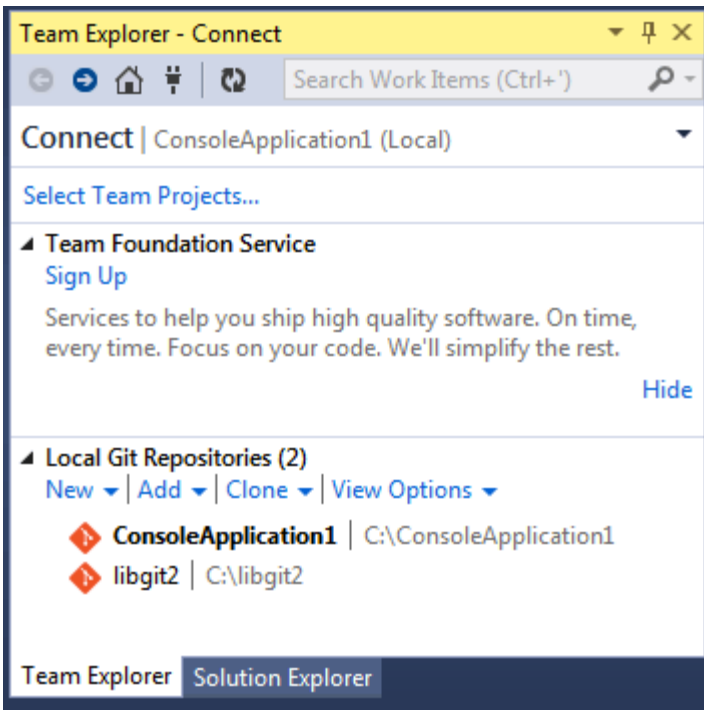 Team Explorer - Connect
Search Work Items (Ctrl+')
Connect | ConsoleApplication1 (Local)
Select Team Projects...
Team Foundation Service
Sign Up
Services to help you ship high quality software. On time,
every time. Focus on your code. We'll simplify the rest.
Hide
Local Git Repositories (2)
New | Add | Clone | View Options
ConsoleApplication1 | C:\ConsoleApplication1
libgit2 | C:\libgit2
Team Explorer Solution Explorer